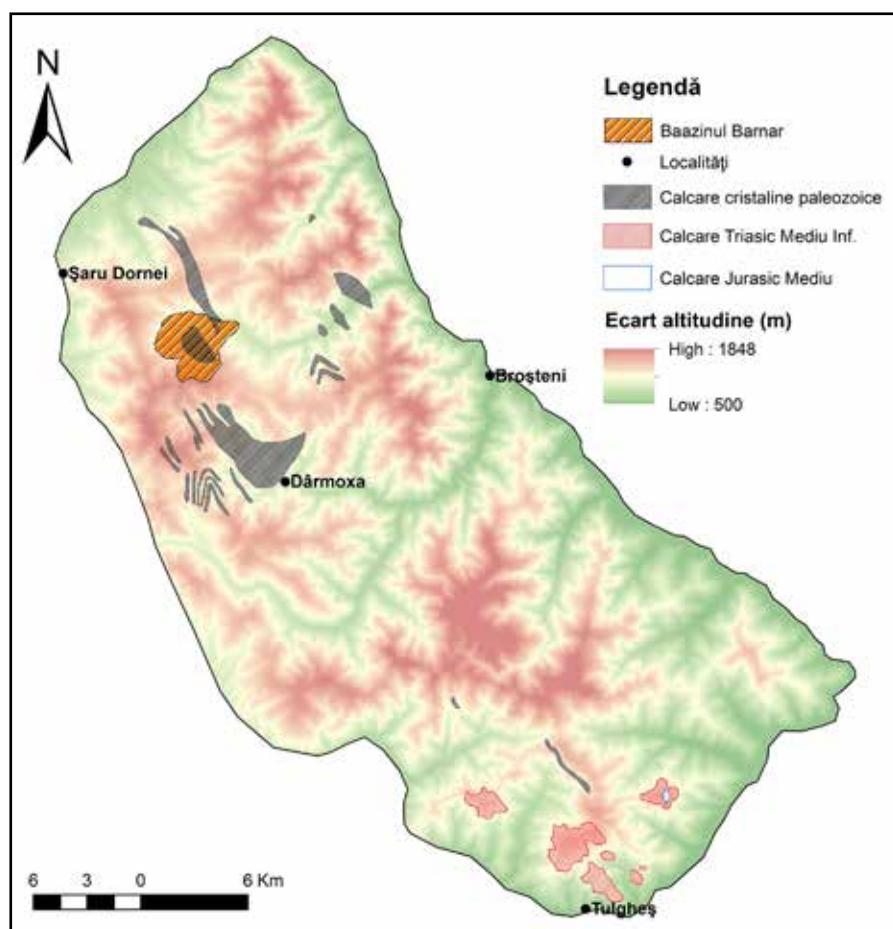 N
Legendă
Baazinul Barnar
Localităţi
Calcare cristaline paleozoice
Calcare Triasic Mediu Inf.
Calcare Jurasic Mediu
Ecart altitudine (m)
High : 1848
Low : 500
Şaru Dornei
Broşteni
Dârmoxa
Tulgheş
6 3 0 6 Km